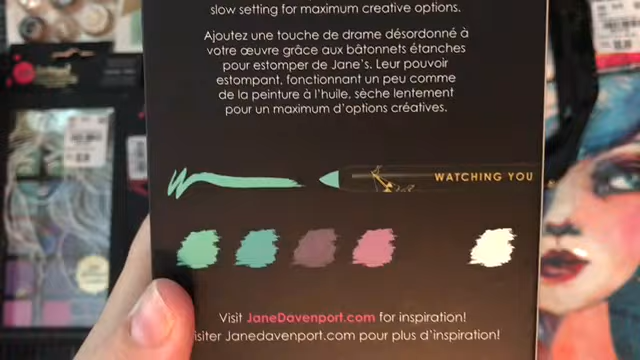 slow setting for maximum creative options.
Ajoutez une touche de drame désordonné à
votre œuvre grâce aux bâtonnets étanches
pour estomper de Jane's. Leur pouvoir
estompant, fonctionnant un peu comme
de la peinture à l'huile, sèche lentement
pour un maximum d'options créatives.
WATCHING YOU
Visit JaneDavenport.com for inspiration!
isiter Janedavenport.com pour plus d'inspiration!